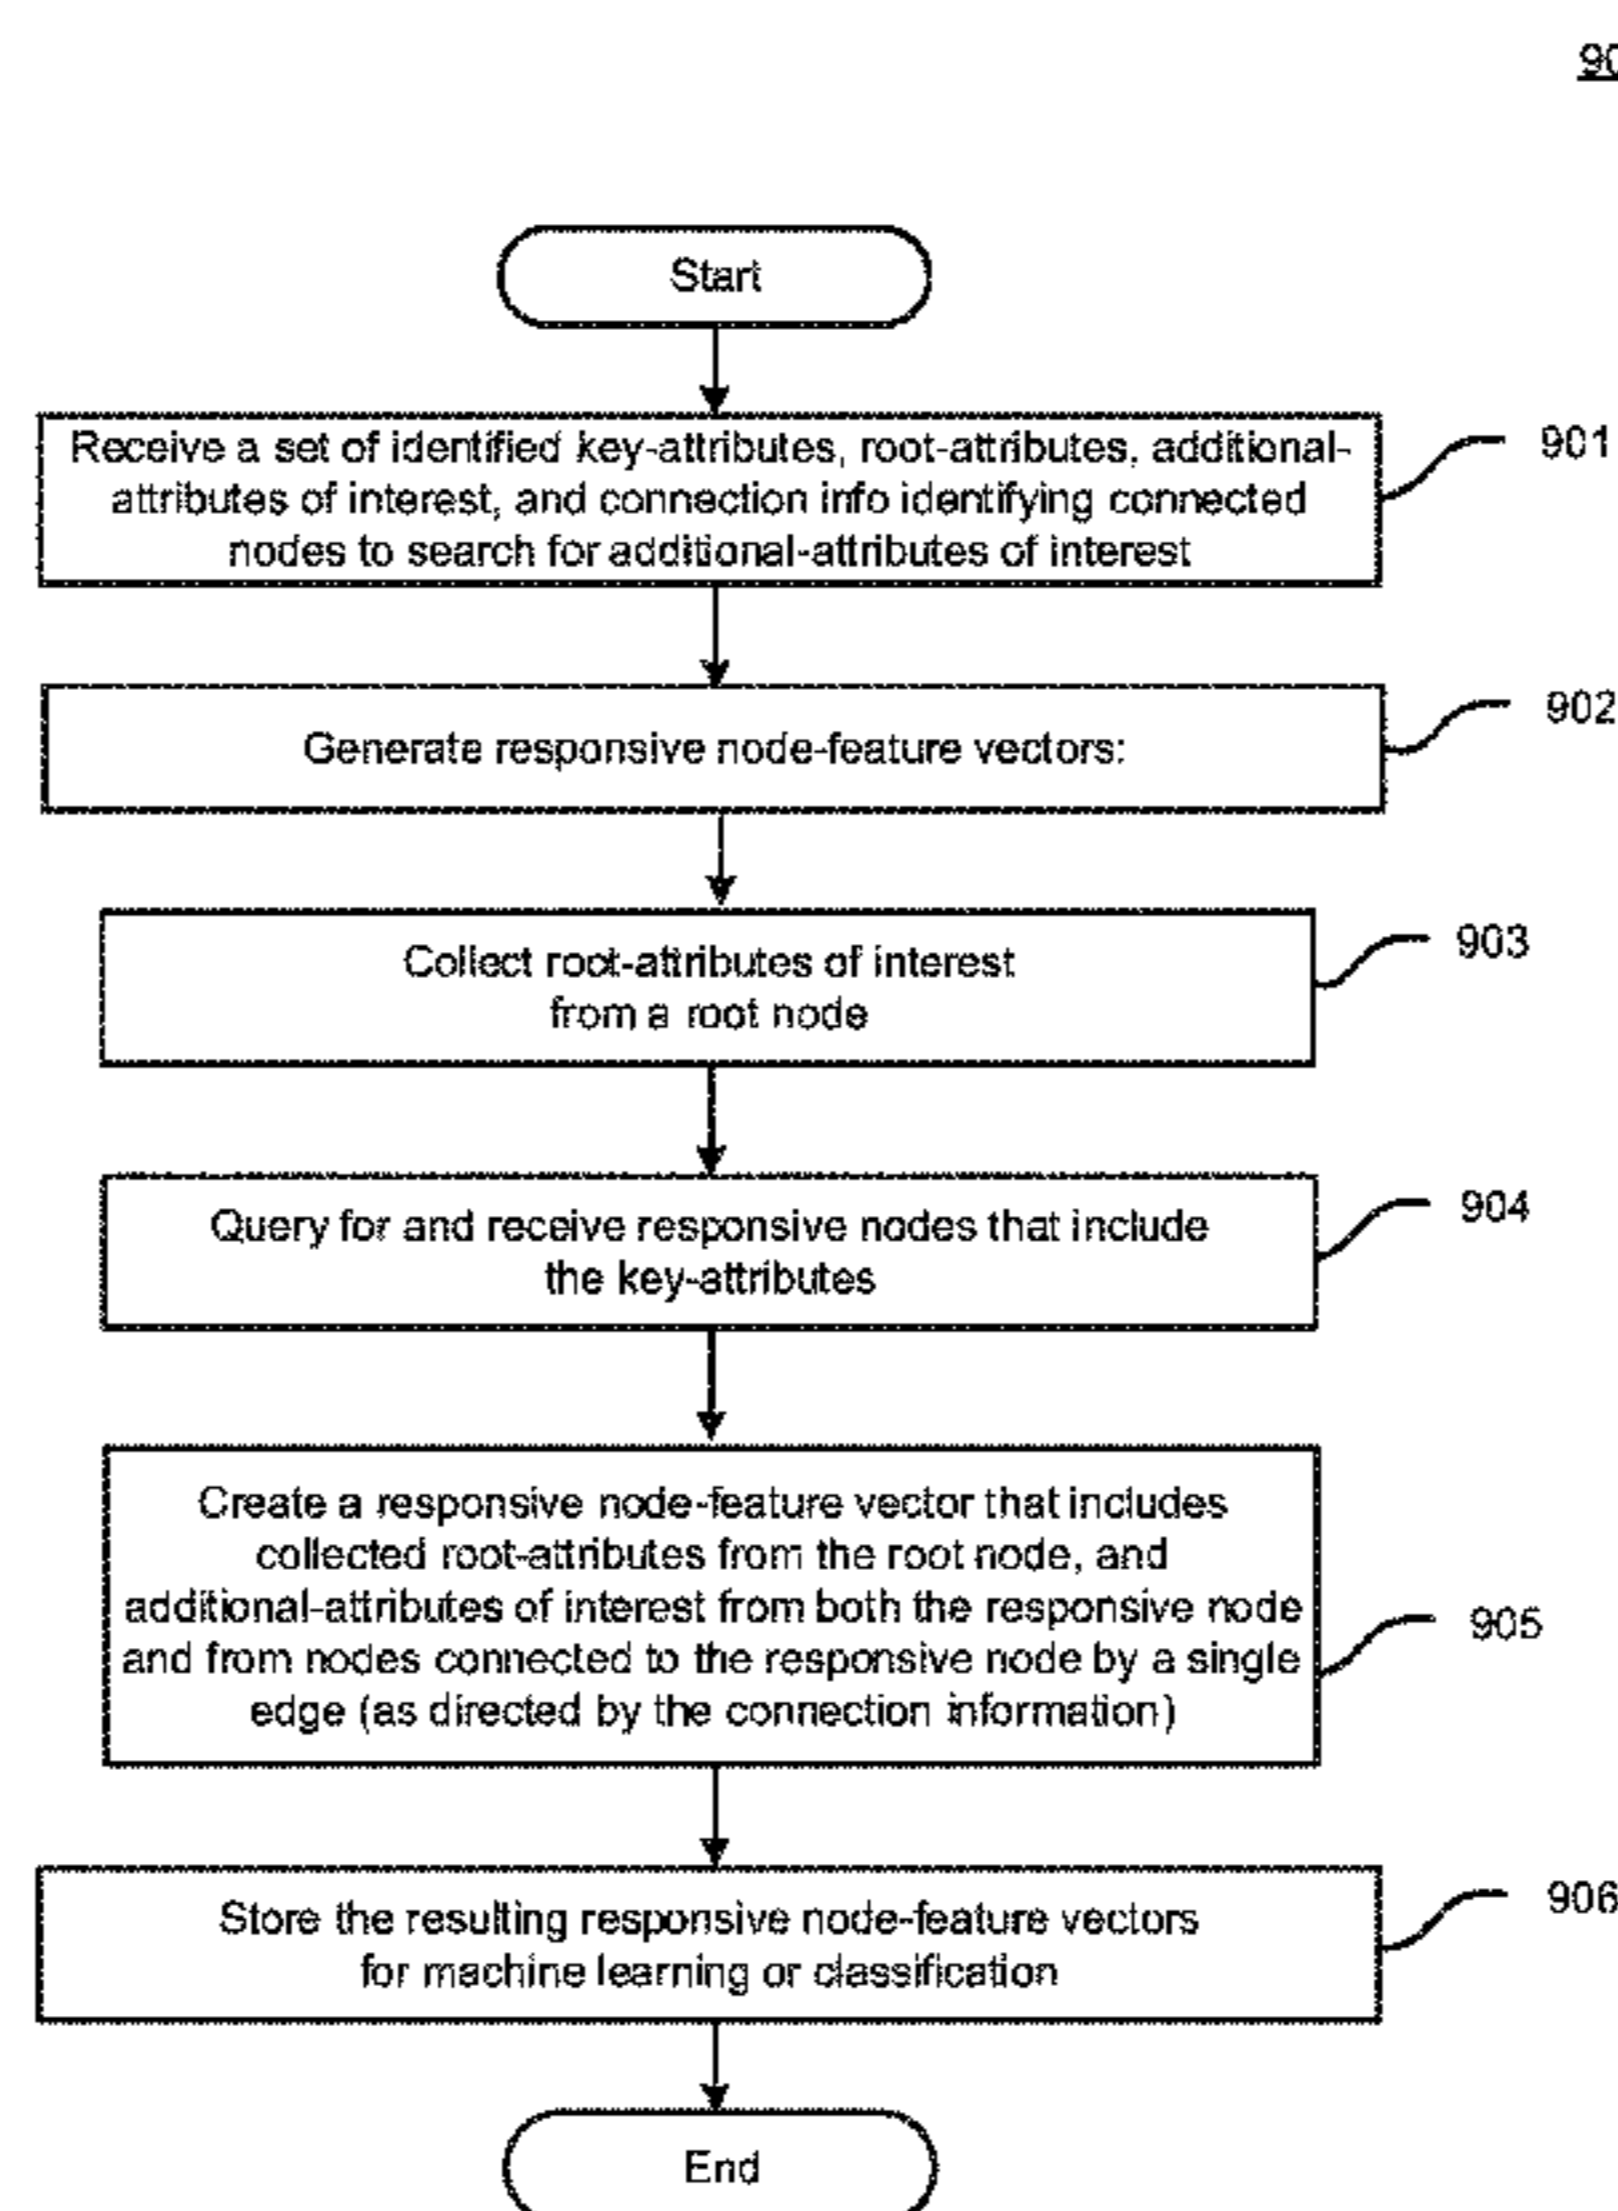 90
Start
Receive a set of identified key-attributes, root-attributes, additional-
attributes of interest, and connection info identifying connected
nodes to search for additional-attributes of interest
901
Generate responsive node-feature vectors:
902
Collect root-attributes of interest
from a root node
903
Query for and receive responsive nodes that include
the key-attributes
904
Create a responsive node-feature vector that includes
collected root-attributes from the root node, and
additional-attributes of interest from both the responsive node
and from nodes connected to the responsive node by a single
edge (as directed by the connection information)
905
Store the resulting responsive node-feature vectors
for machine learning or classification
906
End